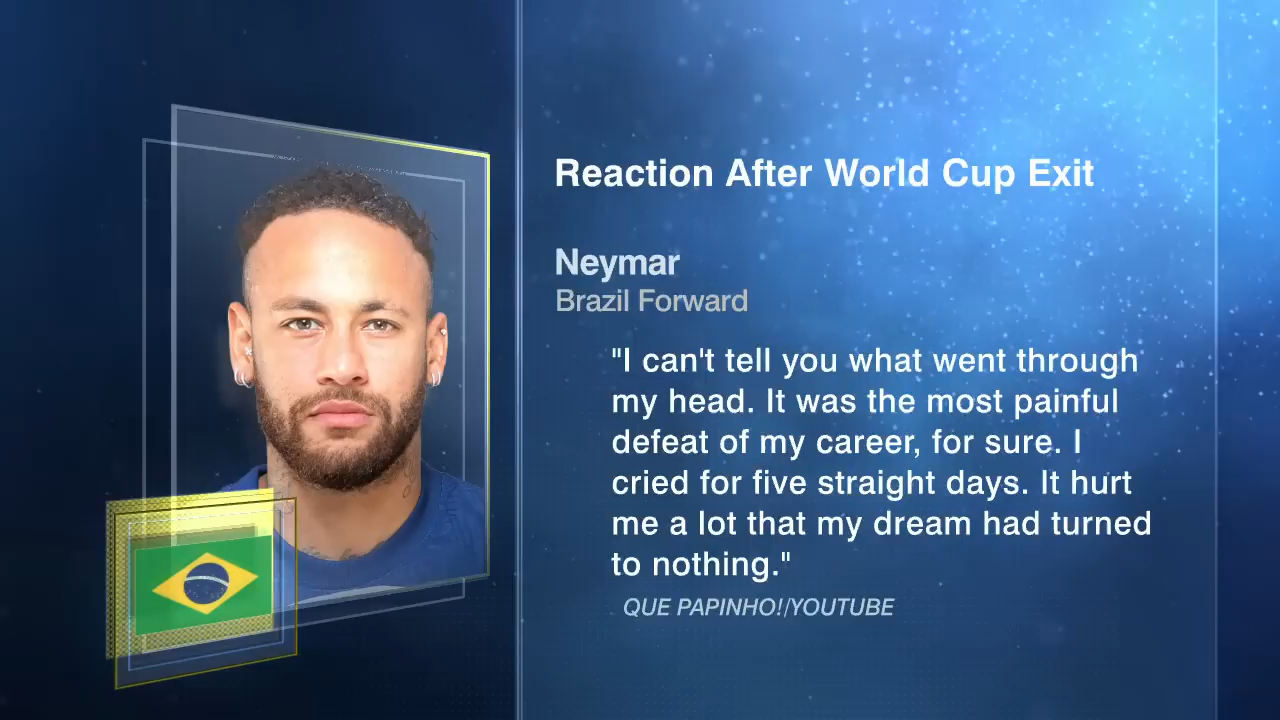 Reaction After World Cup Exit
Neymar
Brazil Forward
"I can't tell you what went through
my head. It was the most painful
defeat of my career, for sure. I
cried for five straight days. It hurt
me a lot that my dream had turned
to nothing."
QUE PAPINHO!/YOUTUBE